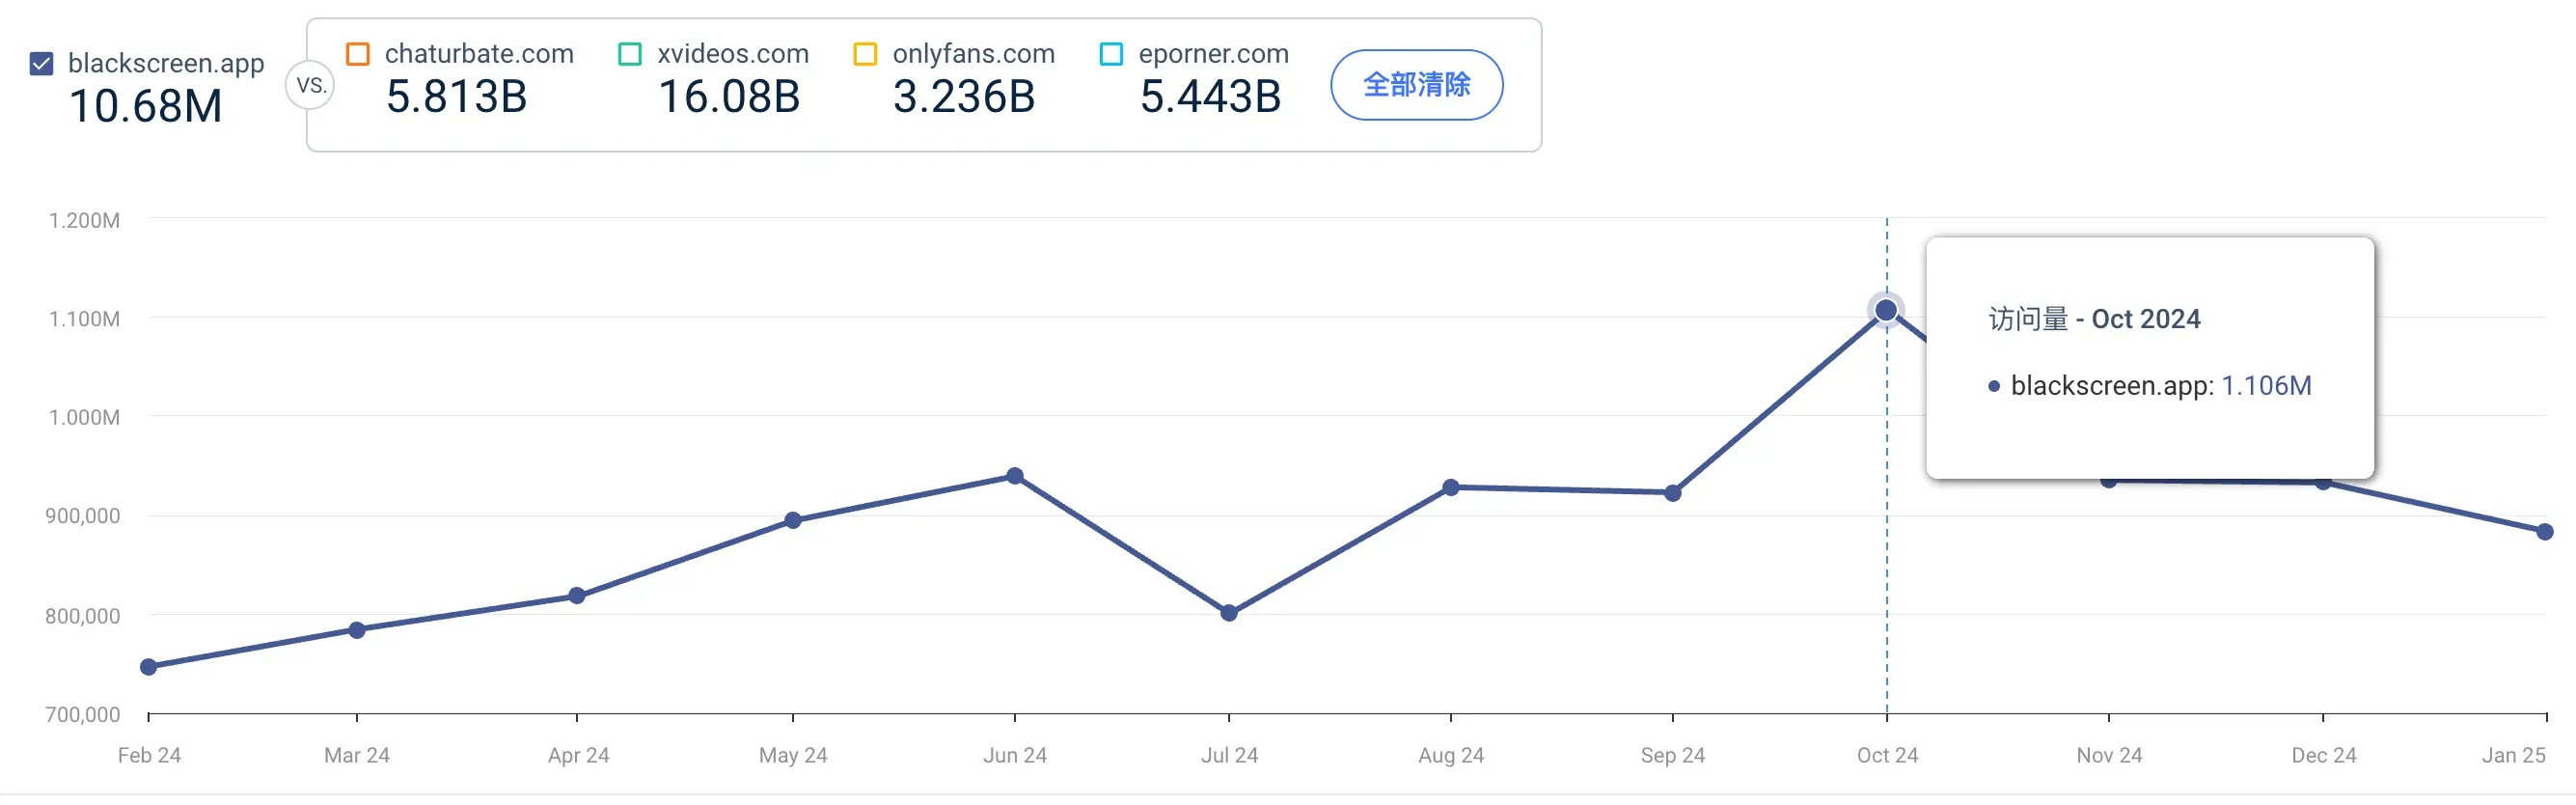 blackscreen.app
10.68M
VS.
chaturbate.com
5.813B
xvideos.com
16.08B
onlyfans.com
3.236B
eporner.com
5.443B
全部清除
1.200M
1.100M
1.000M
900,000
800,000
700,000
访问量 - Oct 2024
blackscreen.app: 1.106M
Feb 24
Mar 24
Apr 24
May 24
Jun 24
Jul 24
Aug 24
Sep 24
Oct 24
Nov 24
Dec 24
Jan 25